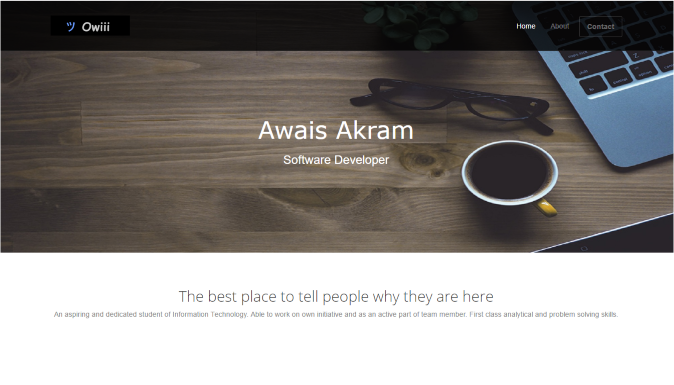 ツ Owiii
Home About Contact
Awais Akram
Software Developer
The best place to tell people why they are here
An aspiring and dedicated student of Information Technology. Able to work on own initiative and as an active part of team member. First class analytical and problem solving skills.